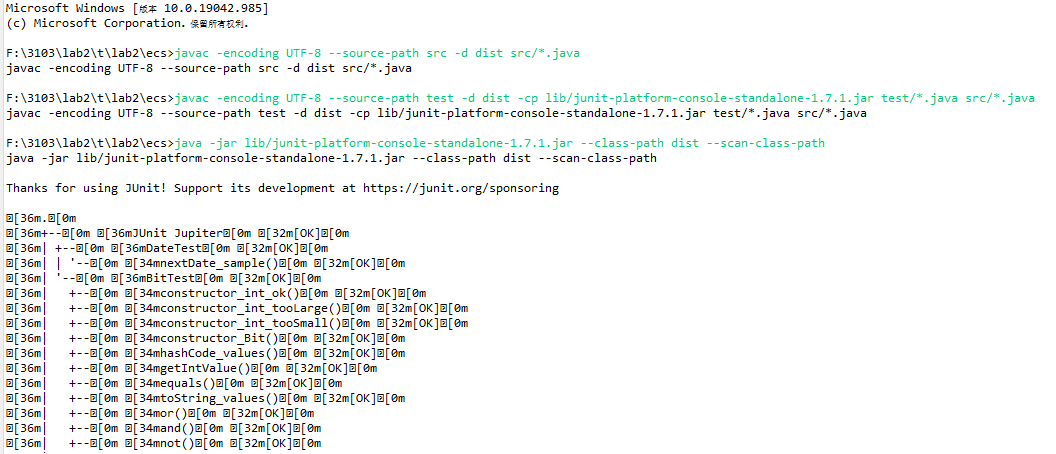 Microsoft Windows [版本 10.0.19042.985]
(c) Microsoft Corporation. 保留所有权利.
F:\3103\lab2\t\lab2\ecs>javac -encoding UTF-8 --source-path src -d dist src/*.java
javac -encoding UTF-8 --source-path src -d dist src/*.java
F:\3103\lab2\t\lab2\ecs>javac -encoding UTF-8 --source-path test -d dist -cp lib/junit-platform-console-standalone-1.7.1.jar test/*.java src/*.java
javac -encoding UTF-8 --source-path test -d dist -cp lib/junit-platform-console-standalone-1.7.1.jar test/*.java src/*.java
F:\3103\lab2\t\lab2\ecs>java -jar lib/junit-platform-console-standalone-1.7.1.jar --class-path dist --scan-class-path
java -jar lib/junit-platform-console-standalone-1.7.1.jar --class-path dist --scan-class-path
Thanks for using JUnit! Support its development at https://junit.org/sponsoring
␛[36m.␛[0m
␛[36m+--␛[0m ␛[36mJUnit Jupiter␛[0m ␛[32m[OK]␛[0m
␛[36m| +--␛[0m ␛[36mDateTest␛[0m ␛[32m[OK]␛[0m
␛[36m| | '--␛[0m ␛[34mnextDate_sample()␛[0m ␛[32m[OK]␛[0m
␛[36m| '--␛[0m ␛[36mBitTest␛[0m ␛[32m[OK]␛[0m
␛[36m|   +--␛[0m ␛[34mconstructor_int_ok()␛[0m ␛[32m[OK]␛[0m
␛[36m|   +--␛[0m ␛[34mconstructor_int_tooLarge()␛[0m ␛[32m[OK]␛[0m
␛[36m|   +--␛[0m ␛[34mconstructor_int_tooSmall()␛[0m ␛[32m[OK]␛[0m
␛[36m|   +--␛[0m ␛[34mconstructor_Bit()␛[0m ␛[32m[OK]␛[0m
␛[36m|   +--␛[0m ␛[34mhashCode_values()␛[0m ␛[32m[OK]␛[0m
␛[36m|   +--␛[0m ␛[34mgetIntValue()␛[0m ␛[32m[OK]␛[0m
␛[36m|   +--␛[0m ␛[34mequals()␛[0m ␛[32m[OK]␛[0m
␛[36m|   +--␛[0m ␛[34mtoString_values()␛[0m ␛[32m[OK]␛[0m
␛[36m|   +--␛[0m ␛[34mor()␛[0m ␛[32m[OK]␛[0m
␛[36m|   +--␛[0m ␛[34mand()␛[0m ␛[32m[OK]␛[0m
␛[36m|   +--␛[0m ␛[34mnot()␛[0m ␛[32m[OK]␛[0m